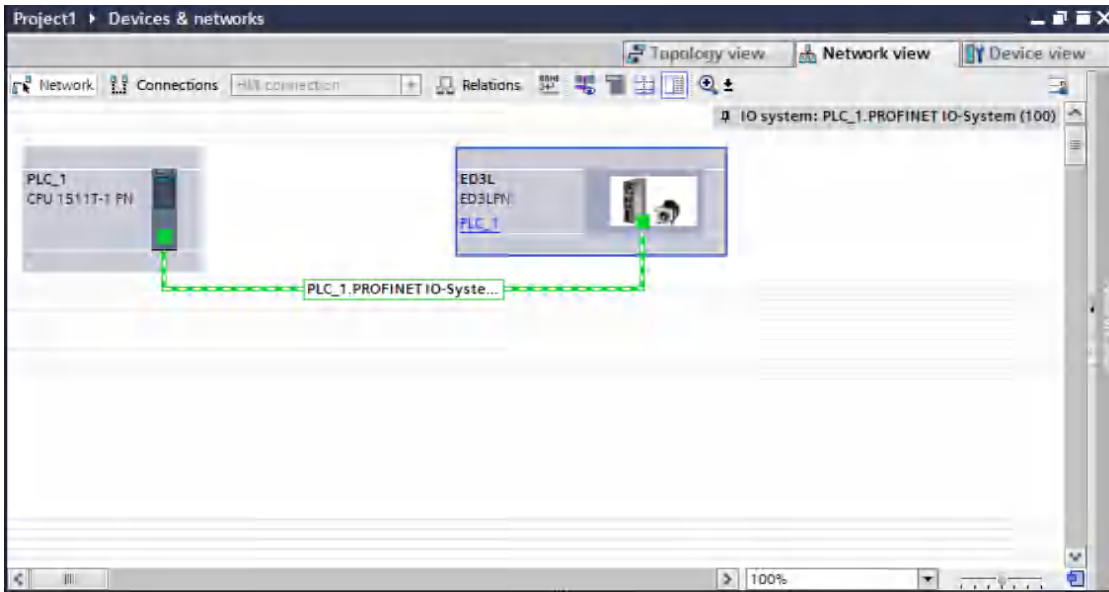 Project1 ▸ Devices & networks
Topology view
Network view
Device view
Network
Connections
HMI connection
Relations
IO system: PLC_1.PROFINET IO-System (100)
PLC_1
CPU 1511T-1 PN
ED3L
ED3LPN
PLC_1
PLC_1.PROFINET IO-Syste...
100%